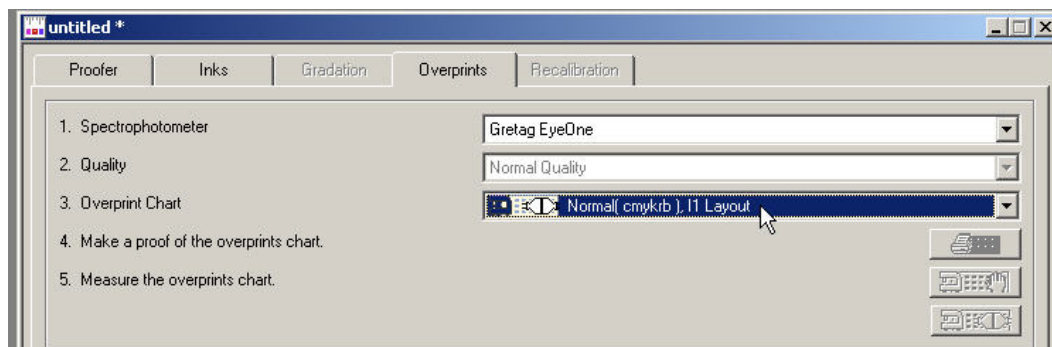 untitled *
Proofer Inks Gradation Overprints Recalibration
1. Spectrophotometer Gretag EyeOne
2. Quality Normal Quality
3. Overprint Chart Normal( cmykrb ), I1 Layout
4. Make a proof of the overprints chart.
5. Measure the overprints chart.